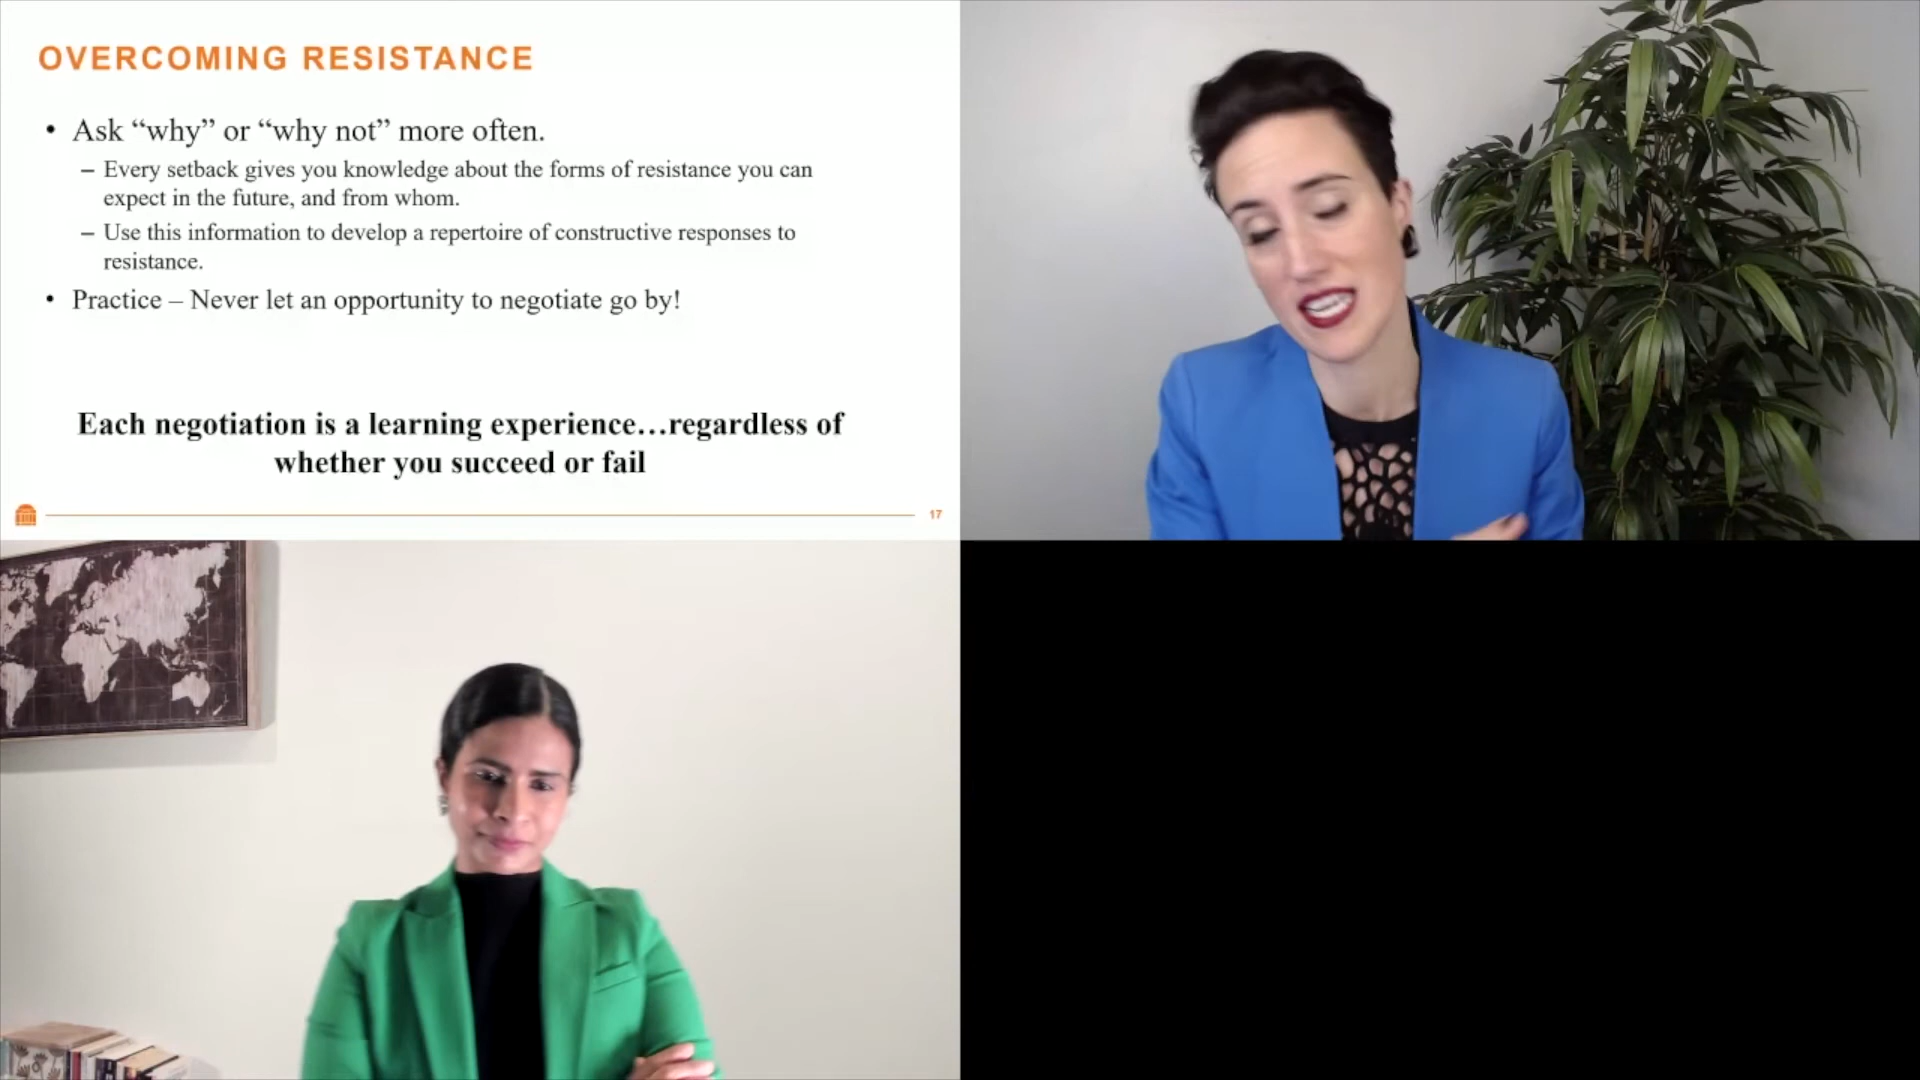 OVERCOMING RESISTANCE
• Ask “why” or “why not” more often.
– Every setback gives you knowledge about the forms of resistance you can
expect in the future, and from whom.
– Use this information to develop a repertoire of constructive responses to
resistance.
• Practice – Never let an opportunity to negotiate go by!
Each negotiation is a learning experience…regardless of
whether you succeed or fail
17